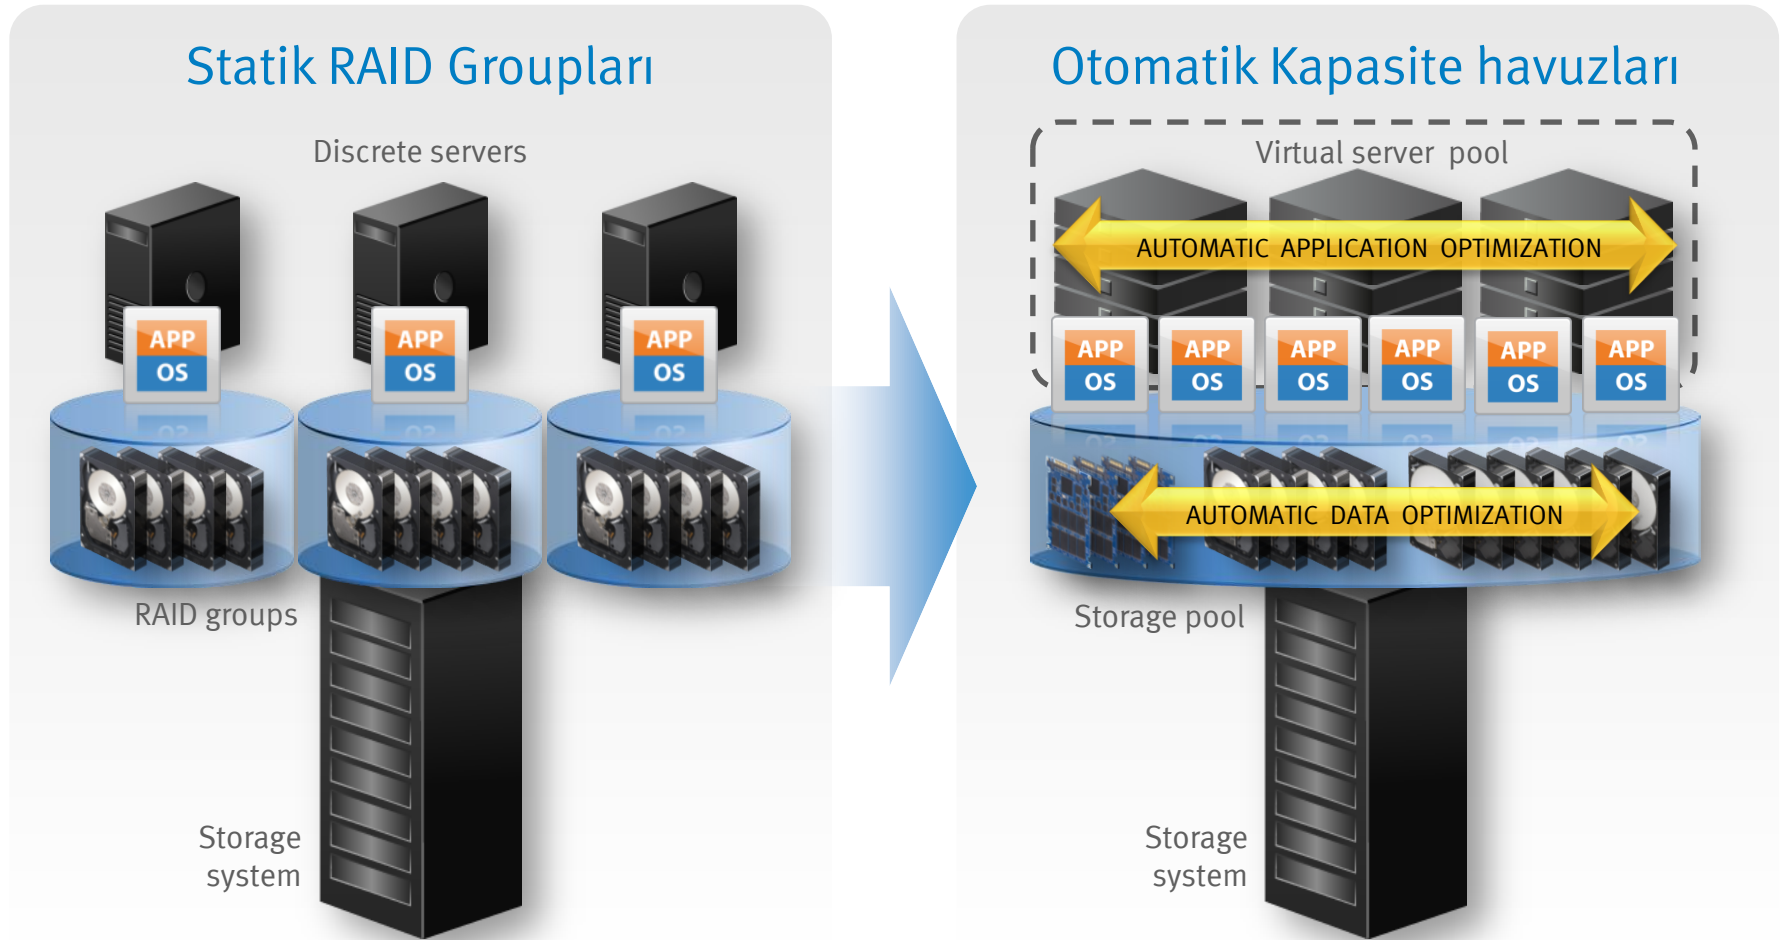 Statik RAID Groupları
Discrete servers
APP
OS
APP
OS
APP
OS
RAID groups
Storage
system
Otomatik Kapasite havuzları
Virtual server pool
AUTOMATIC APPLICATION OPTIMIZATION
APP
OS
APP
OS
APP
OS
APP
OS
APP
OS
APP
OS
AUTOMATIC DATA OPTIMIZATION
Storage pool
Storage
system